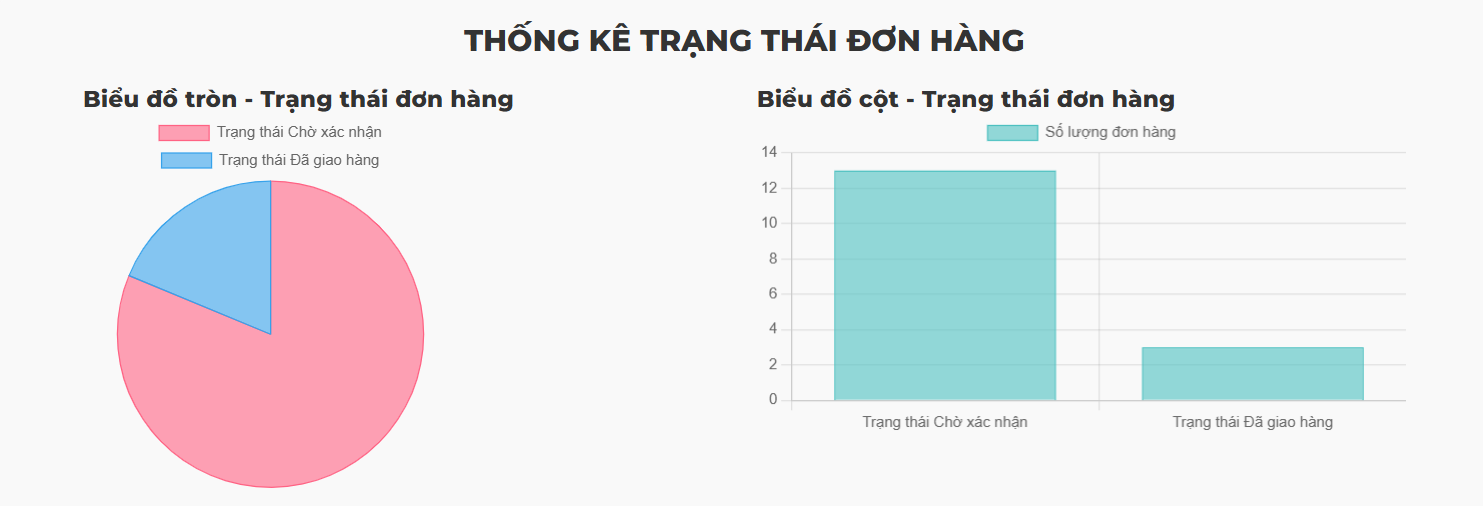 THỐNG KÊ TRẠNG THÁI ĐƠN HÀNG
Biểu đồ tròn - Trạng thái đơn hàng
Trạng thái Chờ xác nhận
Trạng thái Đã giao hàng
Biểu đồ cột - Trạng thái đơn hàng
Số lượng đơn hàng
14
12
10
8
6
4
2
0
Trạng thái Chờ xác nhận
Trạng thái Đã giao hàng